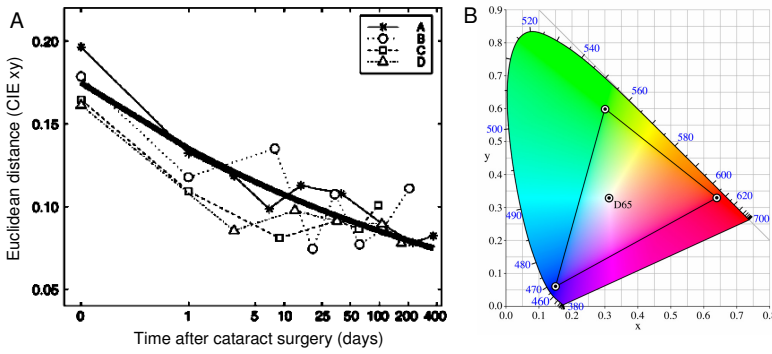 A
Euclidean distance (CIE xy)
0.20
0.15
0.10
0.05
A
B
C
D
0 1 5 10 25 50 100 200 400
Time after cataract surgery (days)
B
y
0.9
0.8
0.7
0.6
0.5
0.4
0.3
0.2
0.1
0.0
520
540
560
500
580
600
620
700
490
D65
480
470
460
380
0.0 0.1 0.2 0.3 0.4 0.5 0.6 0.7 0.8
x